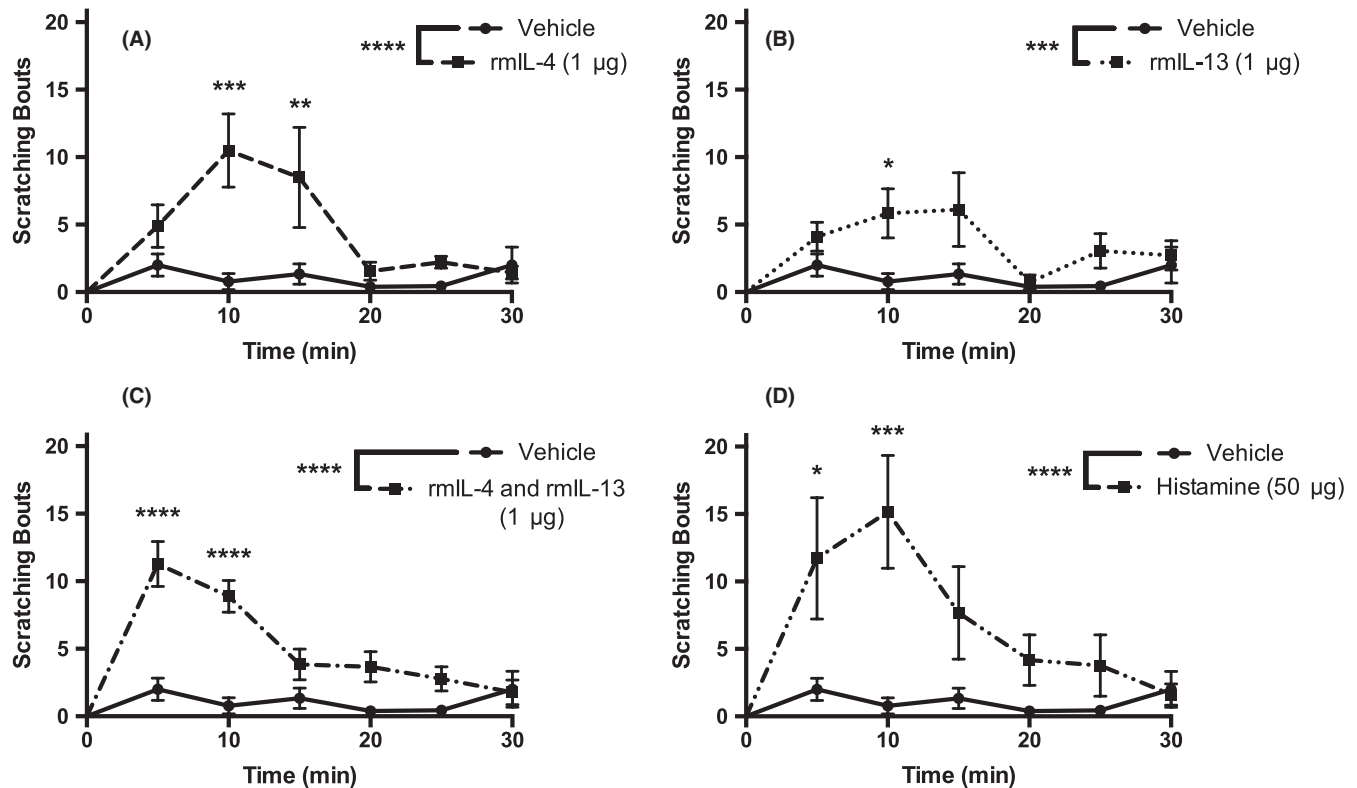 (A)
Vehicle
****
rmIL-4 (1 µg)
***
**
20
15
10
5
0
Scratching Bouts
0 10 20 30
Time (min)
(B)
Vehicle
***
rmIL-13 (1 µg)
*
20
15
10
5
0
Scratching Bouts
0 10 20 30
Time (min)
(C)
Vehicle
****
rmIL-4 and rmIL-13
(1 µg)
****
****
20
15
10
5
0
Scratching Bouts
0 10 20 30
Time (min)
(D)
Vehicle
****
Histamine (50 µg)
***
*
20
15
10
5
0
Scratching Bouts
0 10 20 30
Time (min)